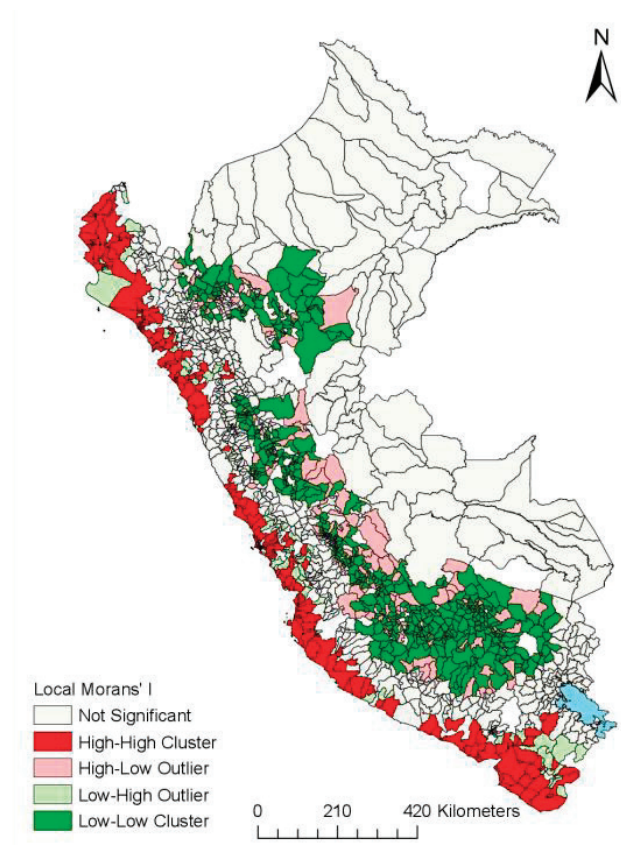 N
Local Morans' I
Not Significant
High-High Cluster
High-Low Outlier
Low-High Outlier
Low-Low Cluster
0 210 420 Kilometers